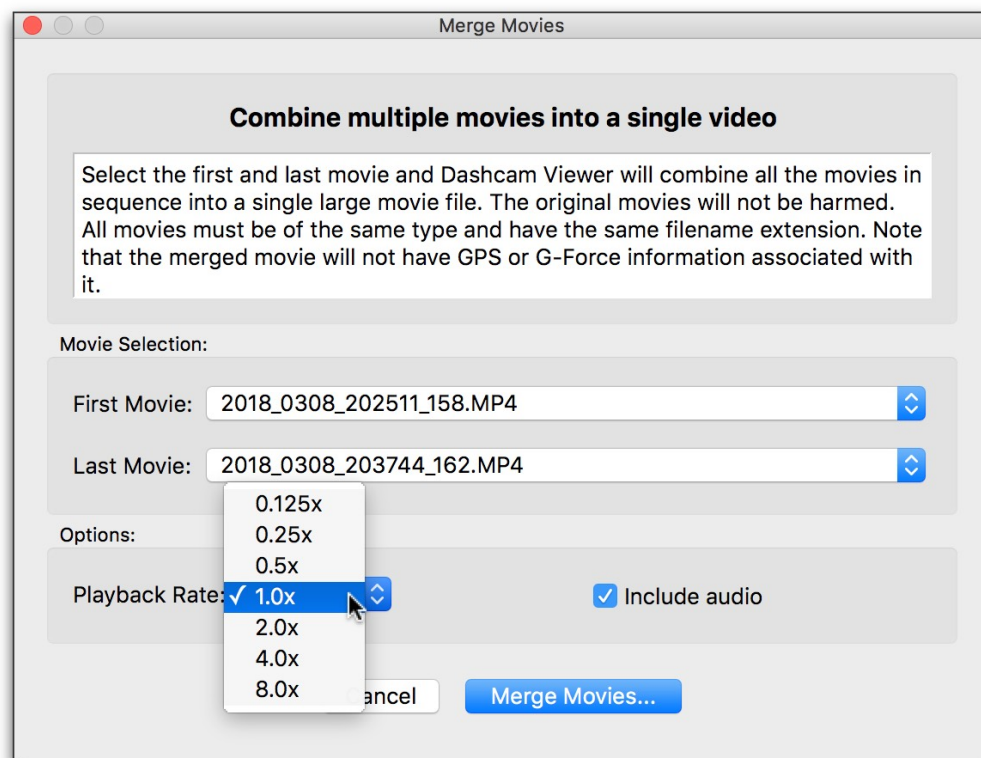 Merge Movies
Combine multiple movies into a single video
Select the first and last movie and Dashcam Viewer will combine all the movies in
sequence into a single large movie file. The original movies will not be harmed.
All movies must be of the same type and have the same filename extension. Note
that the merged movie will not have GPS or G-Force information associated with
it.
Movie Selection:
First Movie: 2018_0308_202511_158.MP4
Last Movie: 2018_0308_203744_162.MP4
Options:
0.125x
0.25x
0.5x
Playback Rate: ✓ 1.0x Include audio
2.0x
4.0x
8.0x
ancel Merge Movies...